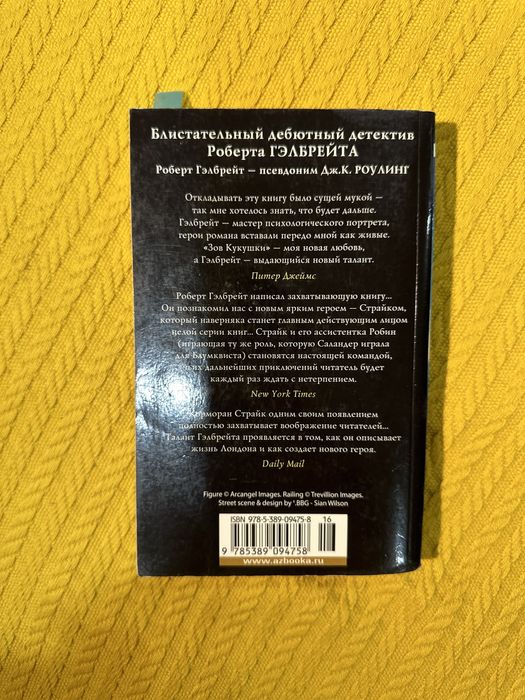 Блистательный дебютный детектив
Роберта ГЭЛБРЕЙТА
Роберт Гэлбрейт — псевдоним Дж.К. РОУЛИНГ
Откладывать эту книгу было сущей мукой —
так мне хотелось знать, что будет дальше.
Гэлбрейт — мастер психологического портрета,
герои романа вставали передо мной как живые.
«Зов Кукушки» — моя новая любовь,
а Гэлбрейт — выдающийся новый талант.
Питер Джеймс
Роберт Гэлбрейт написал захватывающую книгу...
Он познакомил нас с новым ярким героем — Страйком,
который наверняка станет главным действующим лицом
целой серии книг... Страйк и его ассистентка Робин
(играющая ту же роль, которую Саландер играла
для Блумквиста) становятся настоящей командой,
чьих дальнейших приключений читатель будет
каждый раз ждать с нетерпением.
New York Times
Корморан Страйк одним своим появлением
полностью захватывает воображение читателей...
Талант Гэлбрейта проявляется в том, как он описывает
жизнь Лондона и как создает нового героя.
Daily Mail
Figure © Arcangel Images. Railing © Trevillion Images.
Street scene & design by °.BBG - Sian Wilson
ISBN 978-5-389-09475-8 16
9 785389 094758
www.azbooka.ru